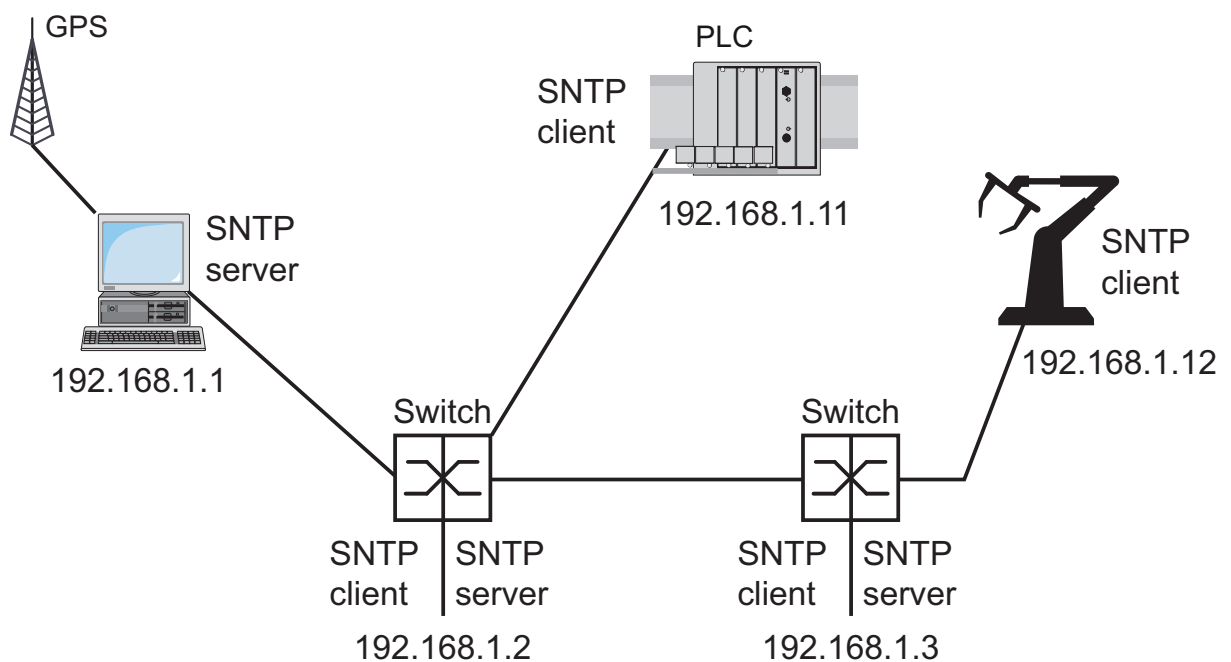 GPS
PLC
SNTP
client
192.168.1.11
SNTP
server
192.168.1.1
SNTP
client
192.168.1.12
Switch
Switch
SNTP
client
SNTP
server
192.168.1.2
SNTP
client
SNTP
server
192.168.1.3